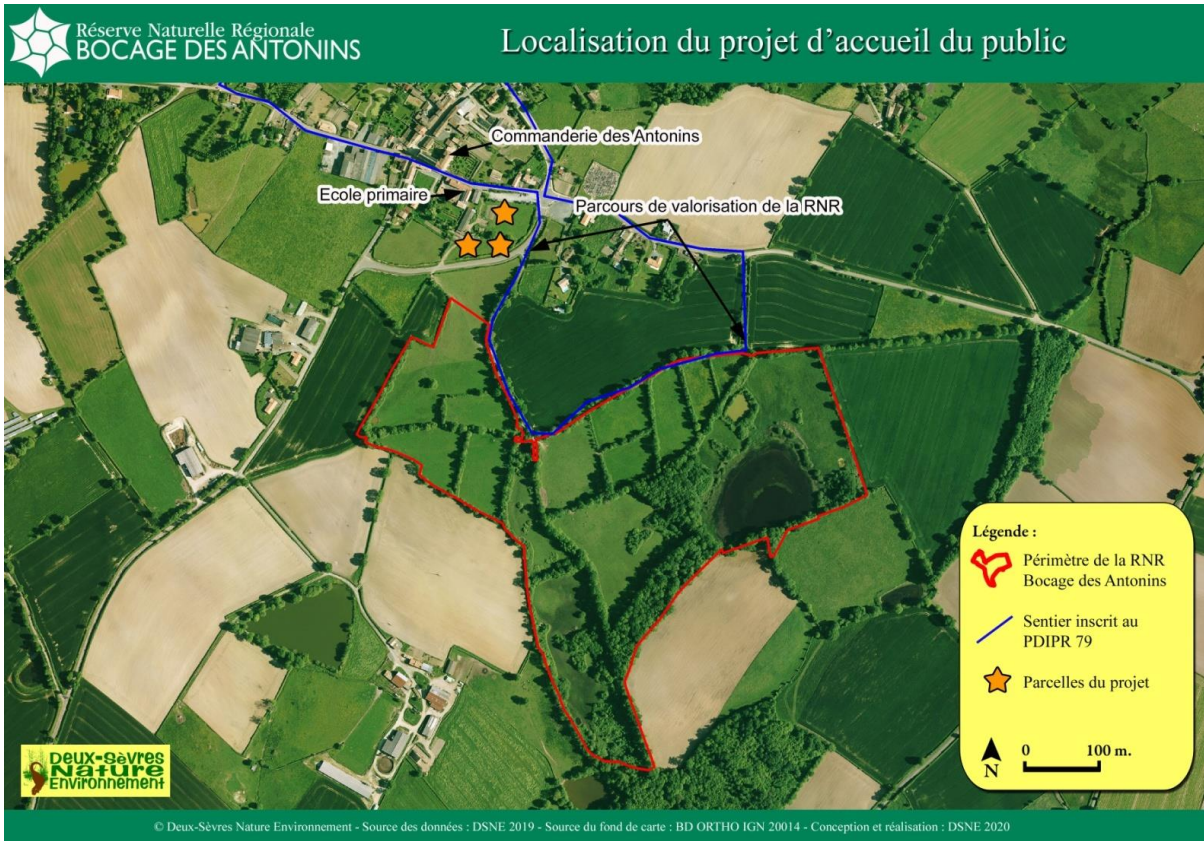 Réserve Naturelle Régionale
BOCAGE DES ANTONINS
Localisation du projet d'accueil du public
Commanderie des Antonins
Ecole primaire
Parcours de valorisation de la RNR
Légende :
Périmètre de la RNR
Bocage des Antonins
Sentier inscrit au
PDIPR 79
Parcelles du projet
N
0 100 m.
DEUX-SèVRES
Nature
Environnement
© Deux-Sèvres Nature Environnement - Source des données : DSNE 2019 - Source du fond de carte : BD ORTHO IGN 20014 - Conception et réalisation : DSNE 2020